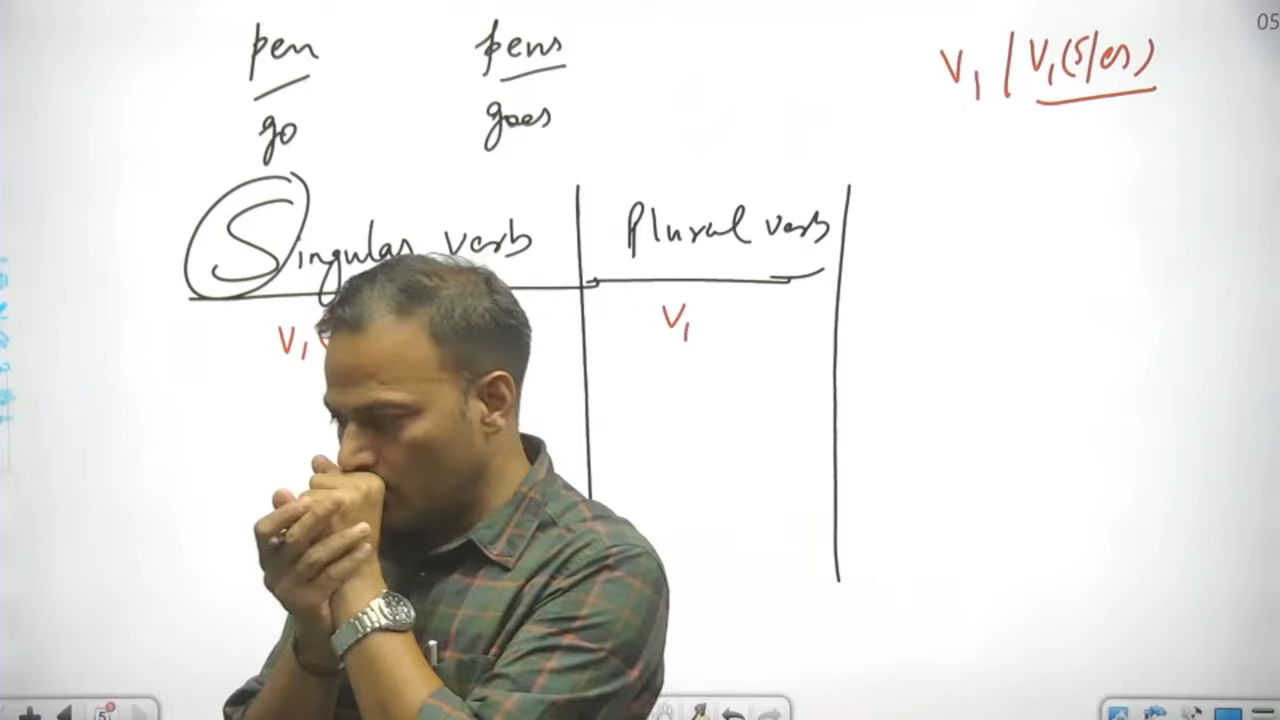 pen pens
V₁ / V₁(s/es)
go goes
Singular verb Plural verb
V₁ ( V₁
05